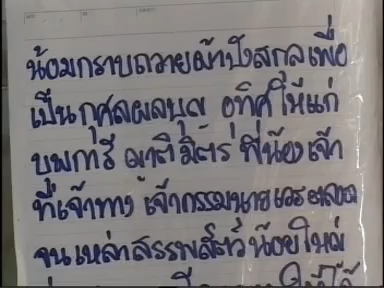 น้อมกราบถวายผ้าบังสกุลเพื่อ
เป็นกุศลผลบุญ อุทิศให้แก่
บุพการี ญาติมิตร พี่น้อง เจ้า
ที่เจ้าทาง เจ้ากรรมนายเวร ตลอด
จนเหล่าสรรพสัตว์น้อยใหญ่